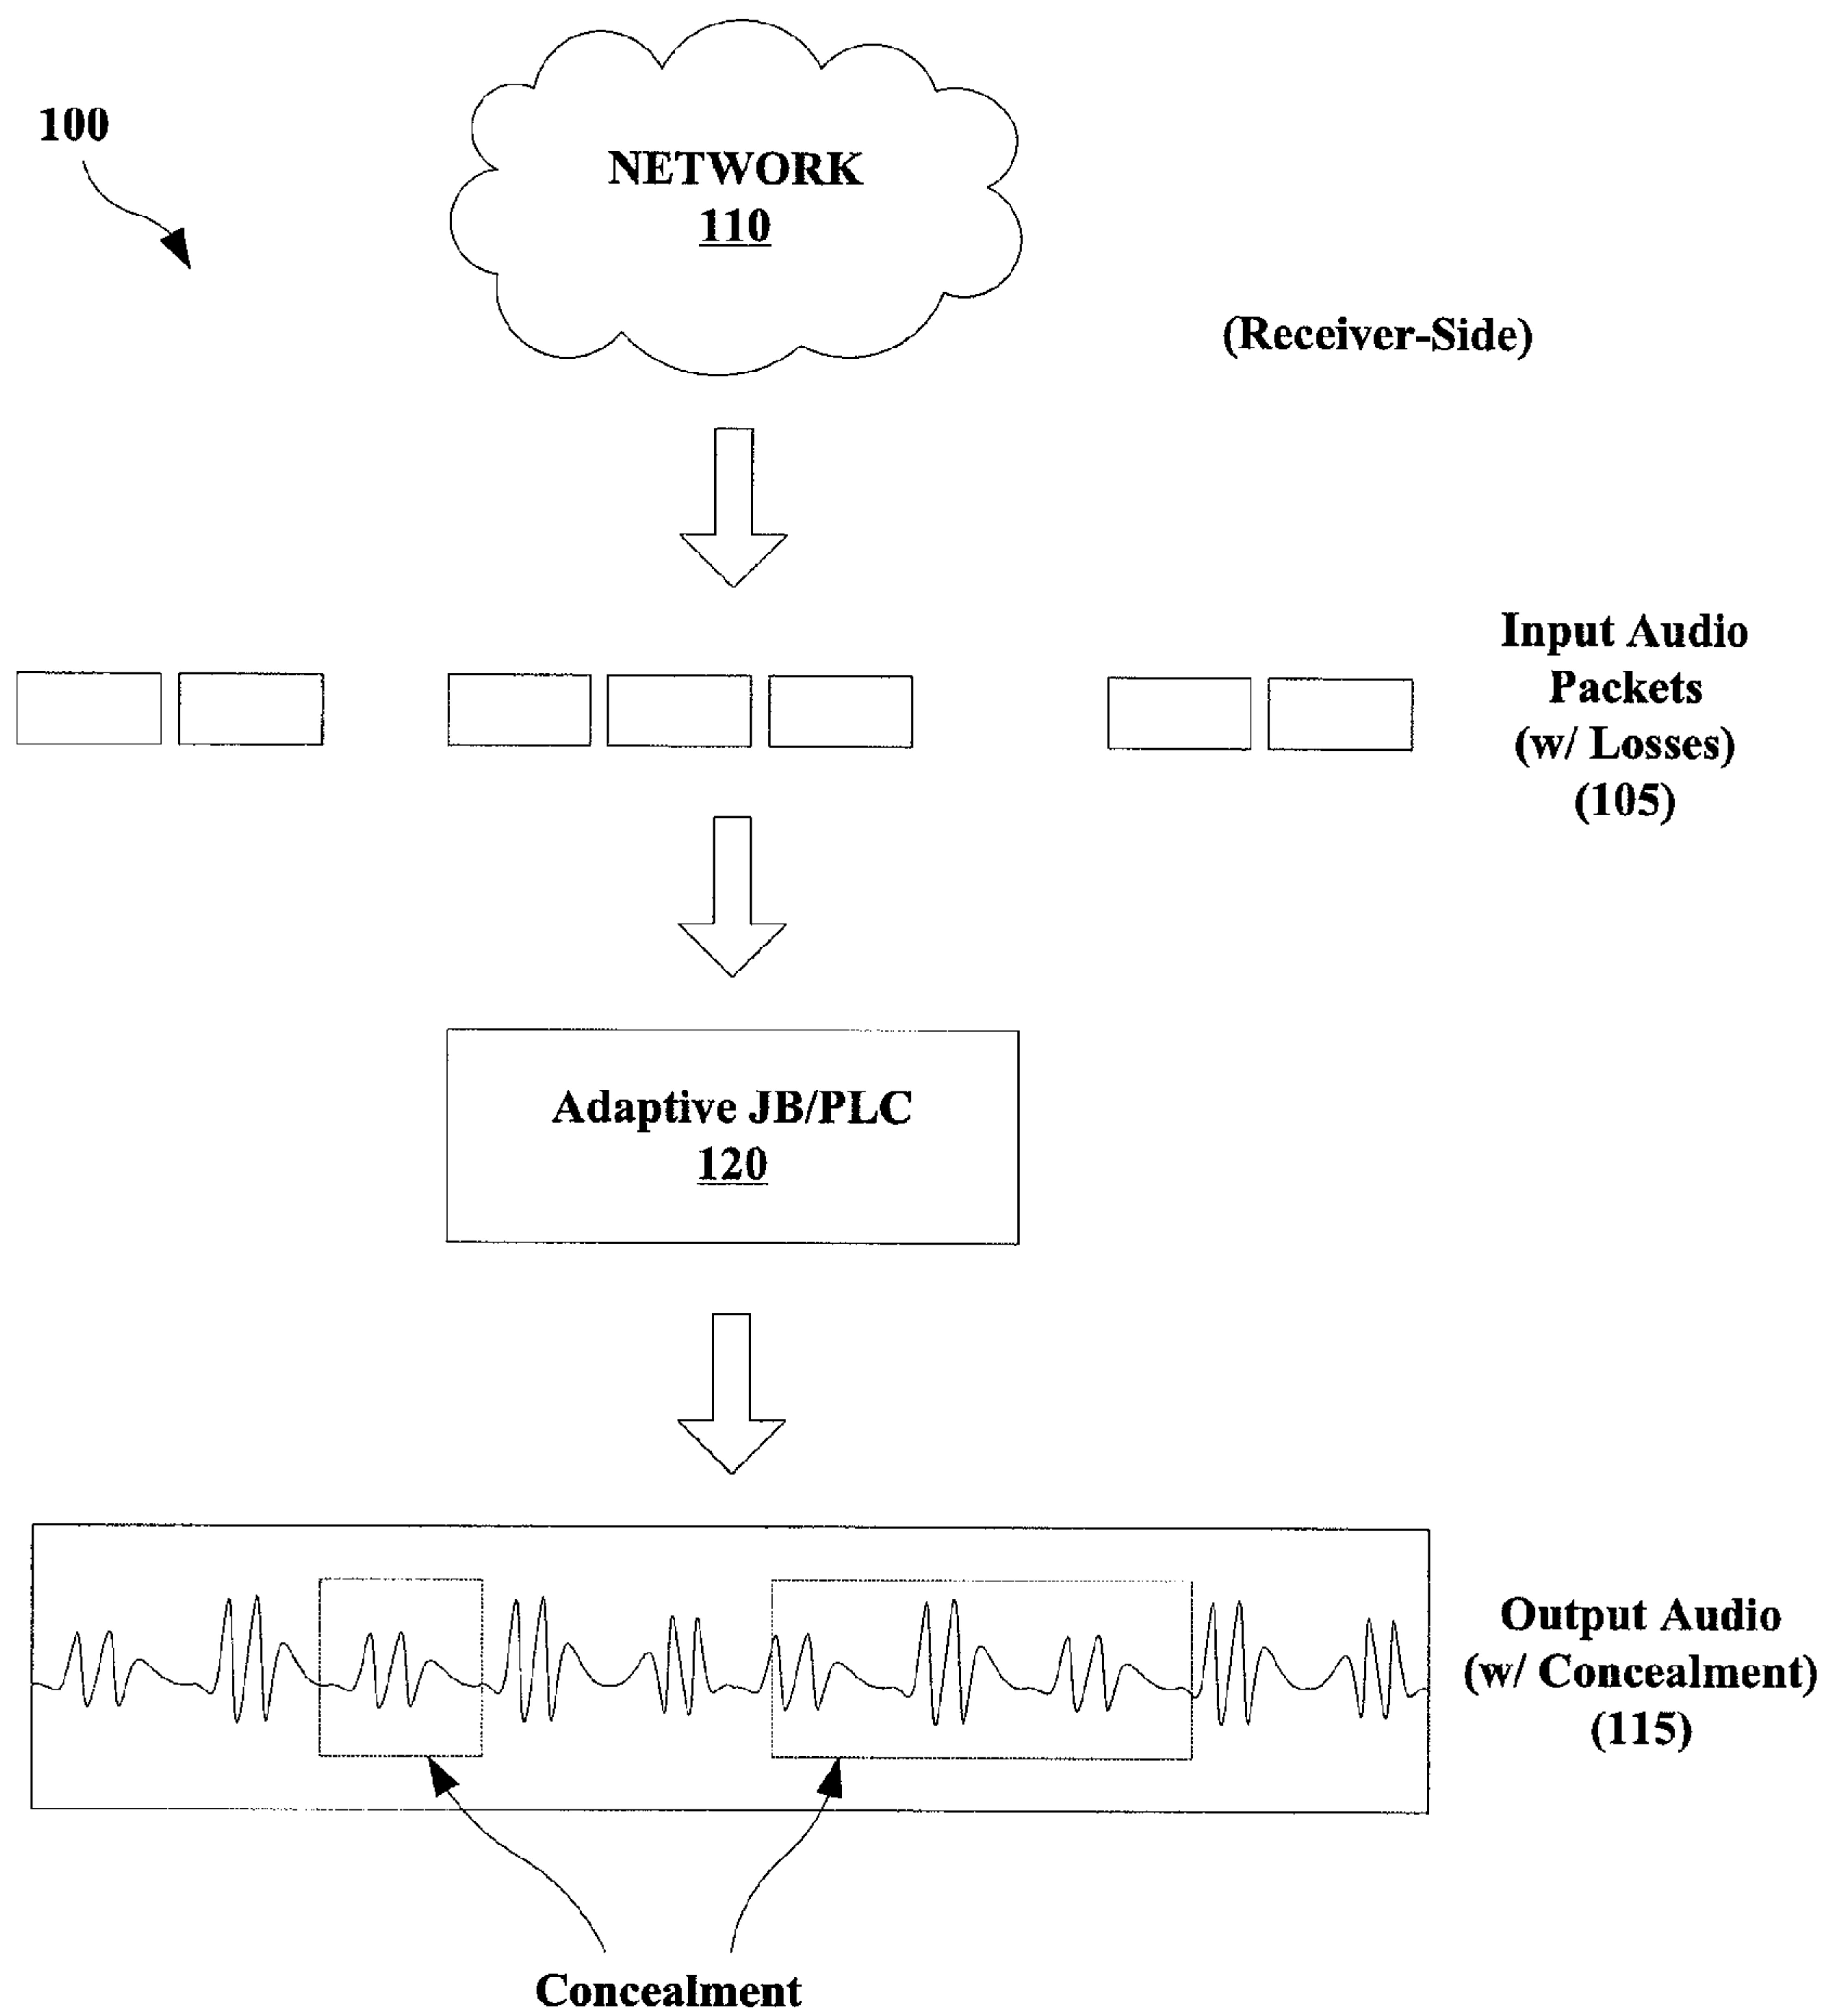 100
NETWORK
110
(Receiver-Side)
Input Audio
Packets
(w/ Losses)
(105)
Adaptive JB/PLC
120
Output Audio
(w/ Concealment)
(115)
Concealment